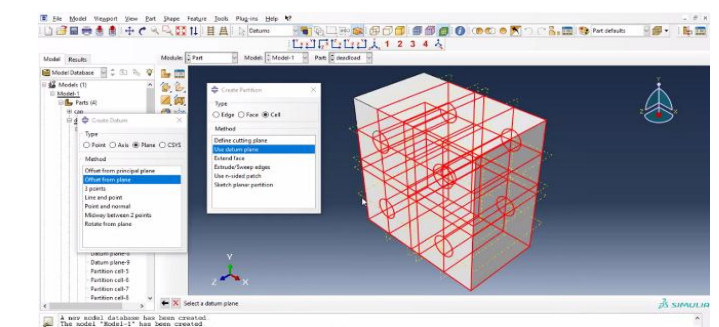 File Model Viewport View Part Shape Feature Tools Plug-ins Help
Datums
Part defaults
1 2 3 4
Model Results
Module: Part Model: Model-1 Part: deadload
Model Database
Models (1)
Model-1
Parts (4)
can
Create Datum
Type
Point Axis Plane CSYS
Method
Offset from principal plane
Offset from plane
3 points
Line and point
Point and normal
Midway between 2 points
Rotate from plane
Create Partition
Type
Edge Face Cell
Method
Define cutting plane
Use datum plane
Extend face
Extrude/Sweep edges
Use n-sided patch
Sketch planar partition
Datum plane-9
Partition cell-5
Partition cell-6
Partition cell-7
Partition cell-8
Y
Z X
Select a datum plane
SIMULIA
A new model database has been created.
The model "Model-1" has been created.